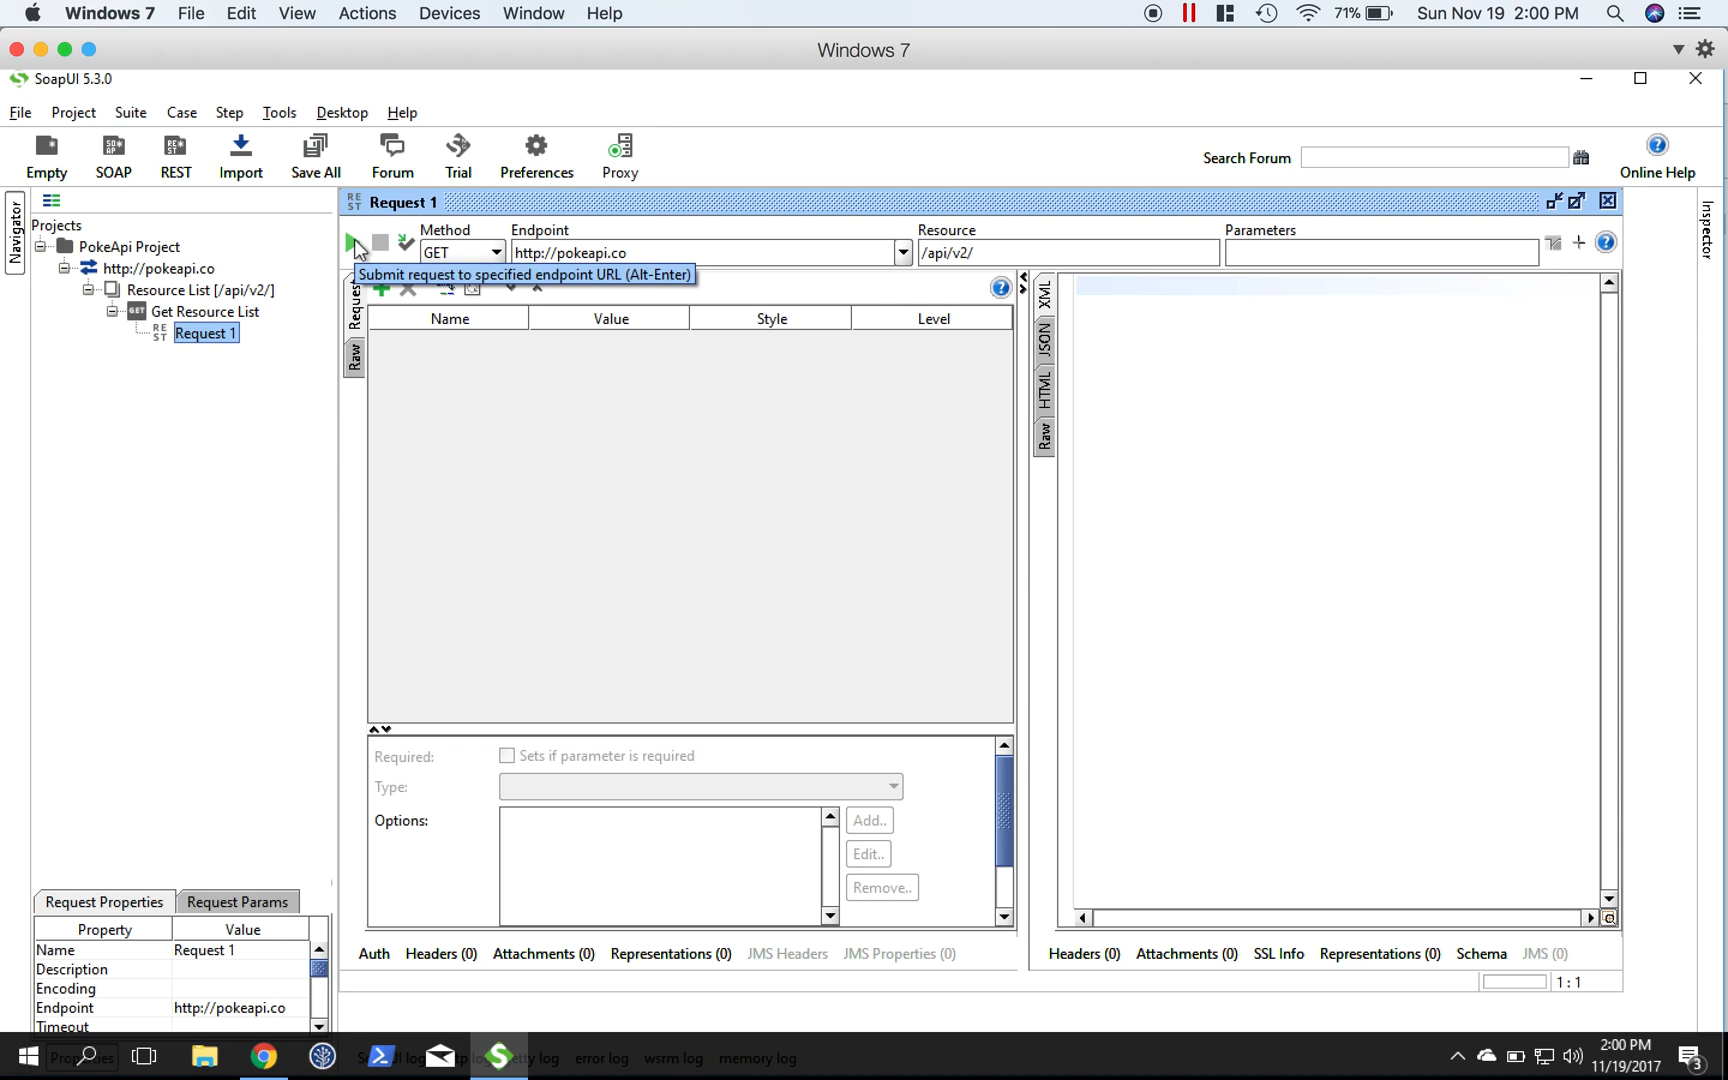 Windows 7 File Edit View Actions Devices Window Help 71% Sun Nov 19 2:00 PM
Windows 7
SoapUI 5.3.0
File Project Suite Case Step Tools Desktop Help
Empty SOAP REST Import Save All Forum Trial Preferences Proxy Search Forum Online Help
Navigator
Projects
PokeApi Project
http://pokeapi.co
Resource List [/api/v2/]
GET Get Resource List
REST Request 1
REST Request 1
Method Endpoint Resource Parameters
GET http://pokeapi.co /api/v2/
Submit request to specified endpoint URL (Alt-Enter)
Request
Raw
Name Value Style Level
XML
JSON
HTML
Raw
Inspector
Required: Sets if parameter is required
Type:
Options: Add..
Edit..
Remove..
Auth Headers (0) Attachments (0) Representations (0) JMS Headers JMS Properties (0)
Headers (0) Attachments (0) SSL Info Representations (0) Schema JMS (0)
1 : 1
Request Properties Request Params
Property Value
Name Request 1
Description
Encoding
Endpoint http://pokeapi.co
Timeout
error log wsrm log memory log
2:00 PM
11/19/2017
3